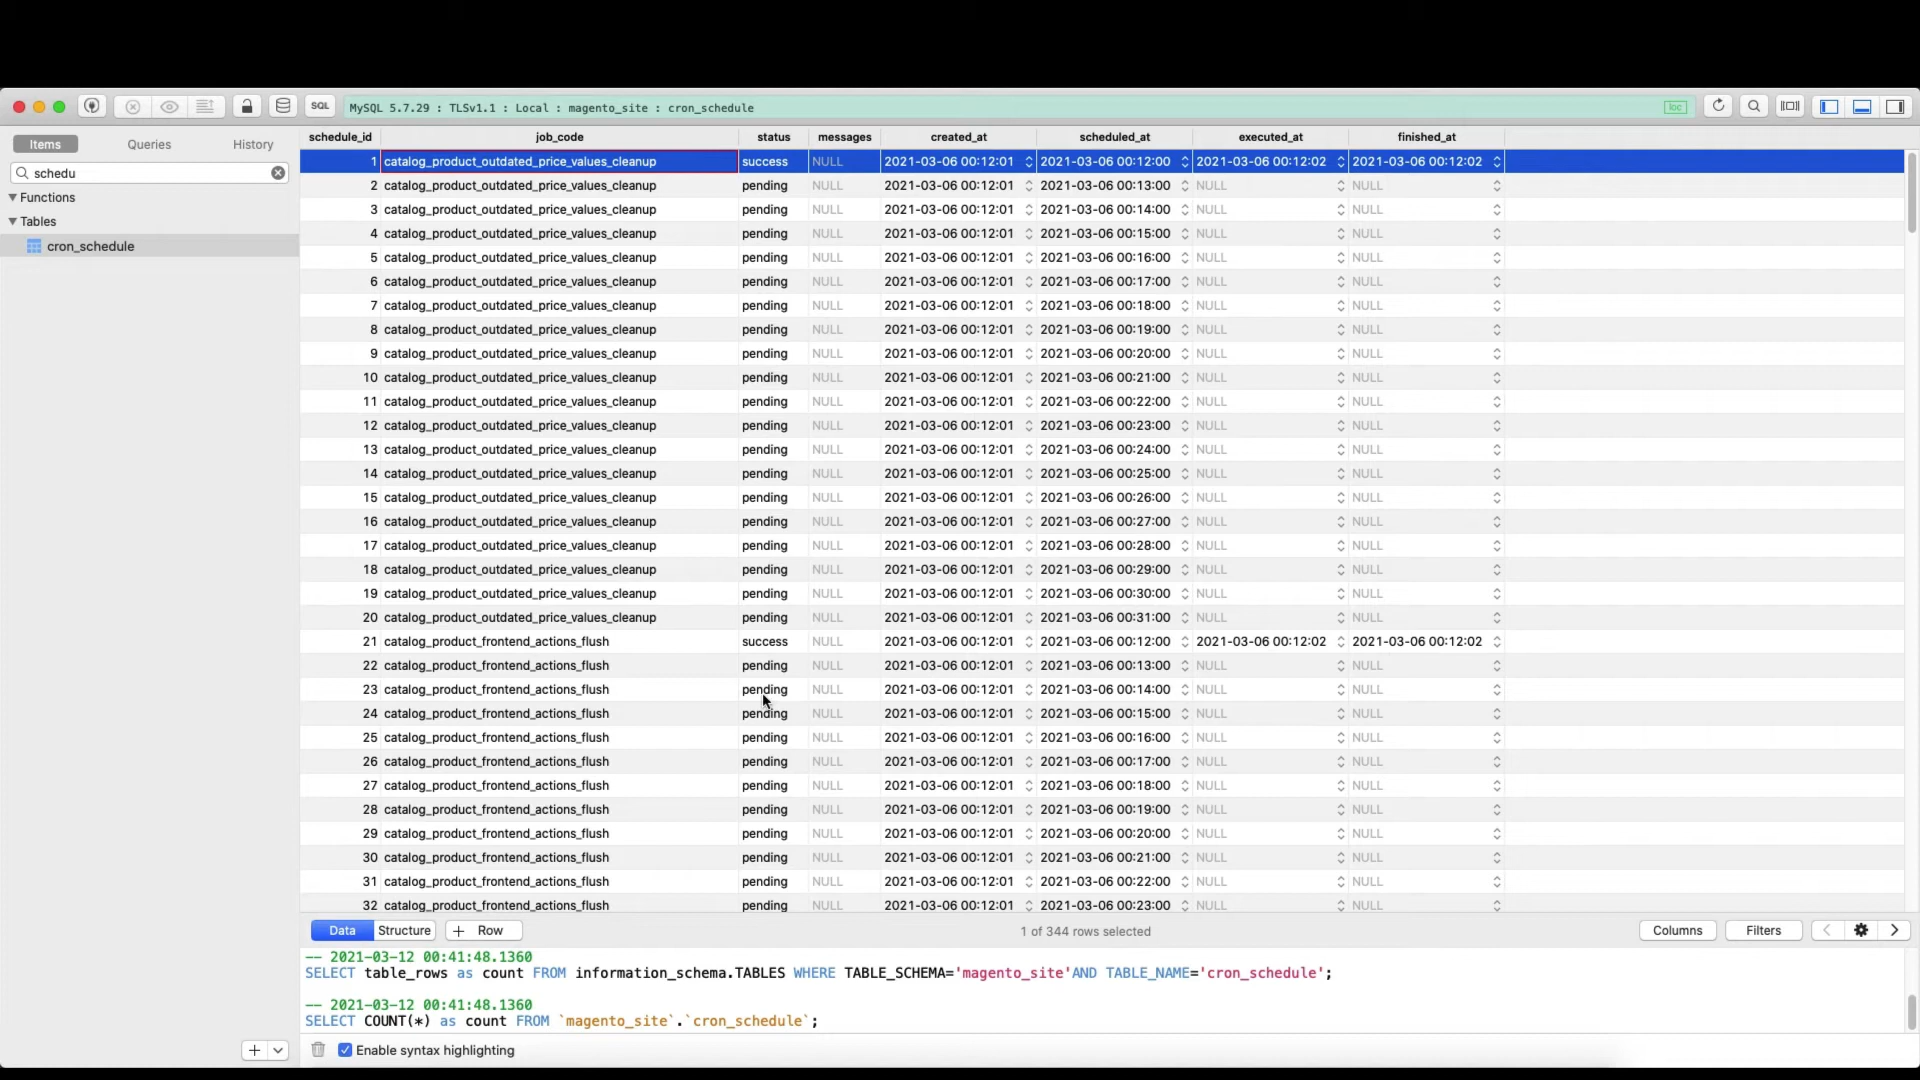 SQL MySQL 5.7.29 : TLSv1.1 : Local : magento_site : cron_schedule loc
Items Queries History
schedu
Functions
Tables
cron_schedule
schedule_id job_code status messages created_at scheduled_at executed_at finished_at
1 catalog_product_outdated_price_values_cleanup success NULL 2021-03-06 00:12:01 2021-03-06 00:12:00 2021-03-06 00:12:02 2021-03-06 00:12:02
2 catalog_product_outdated_price_values_cleanup pending NULL 2021-03-06 00:12:01 2021-03-06 00:13:00 NULL NULL
3 catalog_product_outdated_price_values_cleanup pending NULL 2021-03-06 00:12:01 2021-03-06 00:14:00 NULL NULL
4 catalog_product_outdated_price_values_cleanup pending NULL 2021-03-06 00:12:01 2021-03-06 00:15:00 NULL NULL
5 catalog_product_outdated_price_values_cleanup pending NULL 2021-03-06 00:12:01 2021-03-06 00:16:00 NULL NULL
6 catalog_product_outdated_price_values_cleanup pending NULL 2021-03-06 00:12:01 2021-03-06 00:17:00 NULL NULL
7 catalog_product_outdated_price_values_cleanup pending NULL 2021-03-06 00:12:01 2021-03-06 00:18:00 NULL NULL
8 catalog_product_outdated_price_values_cleanup pending NULL 2021-03-06 00:12:01 2021-03-06 00:19:00 NULL NULL
9 catalog_product_outdated_price_values_cleanup pending NULL 2021-03-06 00:12:01 2021-03-06 00:20:00 NULL NULL
10 catalog_product_outdated_price_values_cleanup pending NULL 2021-03-06 00:12:01 2021-03-06 00:21:00 NULL NULL
11 catalog_product_outdated_price_values_cleanup pending NULL 2021-03-06 00:12:01 2021-03-06 00:22:00 NULL NULL
12 catalog_product_outdated_price_values_cleanup pending NULL 2021-03-06 00:12:01 2021-03-06 00:23:00 NULL NULL
13 catalog_product_outdated_price_values_cleanup pending NULL 2021-03-06 00:12:01 2021-03-06 00:24:00 NULL NULL
14 catalog_product_outdated_price_values_cleanup pending NULL 2021-03-06 00:12:01 2021-03-06 00:25:00 NULL NULL
15 catalog_product_outdated_price_values_cleanup pending NULL 2021-03-06 00:12:01 2021-03-06 00:26:00 NULL NULL
16 catalog_product_outdated_price_values_cleanup pending NULL 2021-03-06 00:12:01 2021-03-06 00:27:00 NULL NULL
17 catalog_product_outdated_price_values_cleanup pending NULL 2021-03-06 00:12:01 2021-03-06 00:28:00 NULL NULL
18 catalog_product_outdated_price_values_cleanup pending NULL 2021-03-06 00:12:01 2021-03-06 00:29:00 NULL NULL
19 catalog_product_outdated_price_values_cleanup pending NULL 2021-03-06 00:12:01 2021-03-06 00:30:00 NULL NULL
20 catalog_product_outdated_price_values_cleanup pending NULL 2021-03-06 00:12:01 2021-03-06 00:31:00 NULL NULL
21 catalog_product_frontend_actions_flush success NULL 2021-03-06 00:12:01 2021-03-06 00:12:00 2021-03-06 00:12:02 2021-03-06 00:12:02
22 catalog_product_frontend_actions_flush pending NULL 2021-03-06 00:12:01 2021-03-06 00:13:00 NULL NULL
23 catalog_product_frontend_actions_flush pending NULL 2021-03-06 00:12:01 2021-03-06 00:14:00 NULL NULL
24 catalog_product_frontend_actions_flush pending NULL 2021-03-06 00:12:01 2021-03-06 00:15:00 NULL NULL
25 catalog_product_frontend_actions_flush pending NULL 2021-03-06 00:12:01 2021-03-06 00:16:00 NULL NULL
26 catalog_product_frontend_actions_flush pending NULL 2021-03-06 00:12:01 2021-03-06 00:17:00 NULL NULL
27 catalog_product_frontend_actions_flush pending NULL 2021-03-06 00:12:01 2021-03-06 00:18:00 NULL NULL
28 catalog_product_frontend_actions_flush pending NULL 2021-03-06 00:12:01 2021-03-06 00:19:00 NULL NULL
29 catalog_product_frontend_actions_flush pending NULL 2021-03-06 00:12:01 2021-03-06 00:20:00 NULL NULL
30 catalog_product_frontend_actions_flush pending NULL 2021-03-06 00:12:01 2021-03-06 00:21:00 NULL NULL
31 catalog_product_frontend_actions_flush pending NULL 2021-03-06 00:12:01 2021-03-06 00:22:00 NULL NULL
32 catalog_product_frontend_actions_flush pending NULL 2021-03-06 00:12:01 2021-03-06 00:23:00 NULL NULL
Data Structure + Row 1 of 344 rows selected Columns Filters
-- 2021-03-12 00:41:48.1360
SELECT table_rows as count FROM information_schema.TABLES WHERE TABLE_SCHEMA='magento_site'AND TABLE_NAME='cron_schedule';
-- 2021-03-12 00:41:48.1360
SELECT COUNT(*) as count FROM `magento_site`.`cron_schedule`;
Enable syntax highlighting